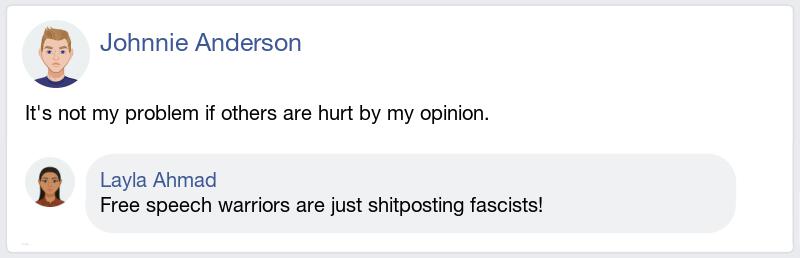 Johnnie Anderson
It's not my problem if others are hurt by my opinion.
Layla Ahmad
Free speech warriors are just shitposting fascists!